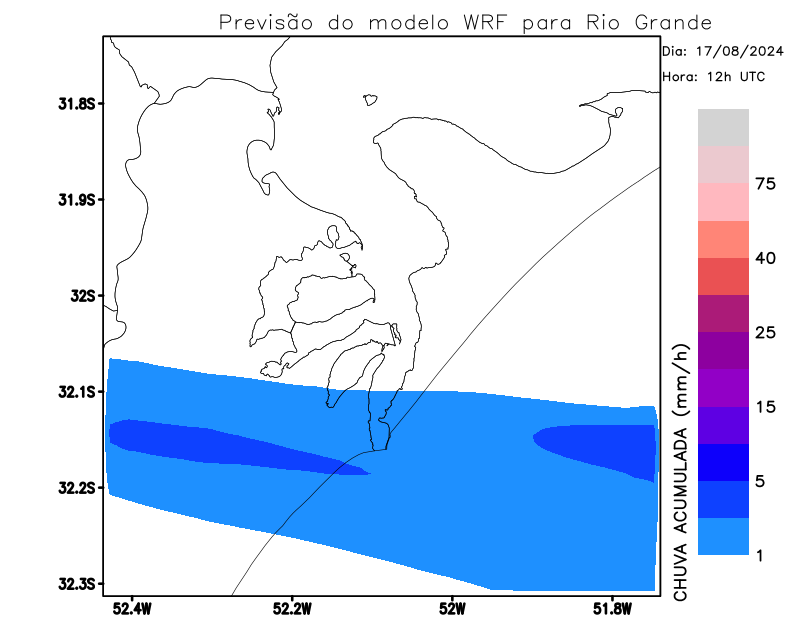 Previsão do modelo WRF para Rio Grande
Dia: 17/08/2024
Hora: 12h UTC
31.8S
31.9S
32S
32.1S
32.2S
32.3S
52.4W
52.2W
52W
51.8W
75
40
25
15
5
1
CHUVA ACUMULADA (mm/h)